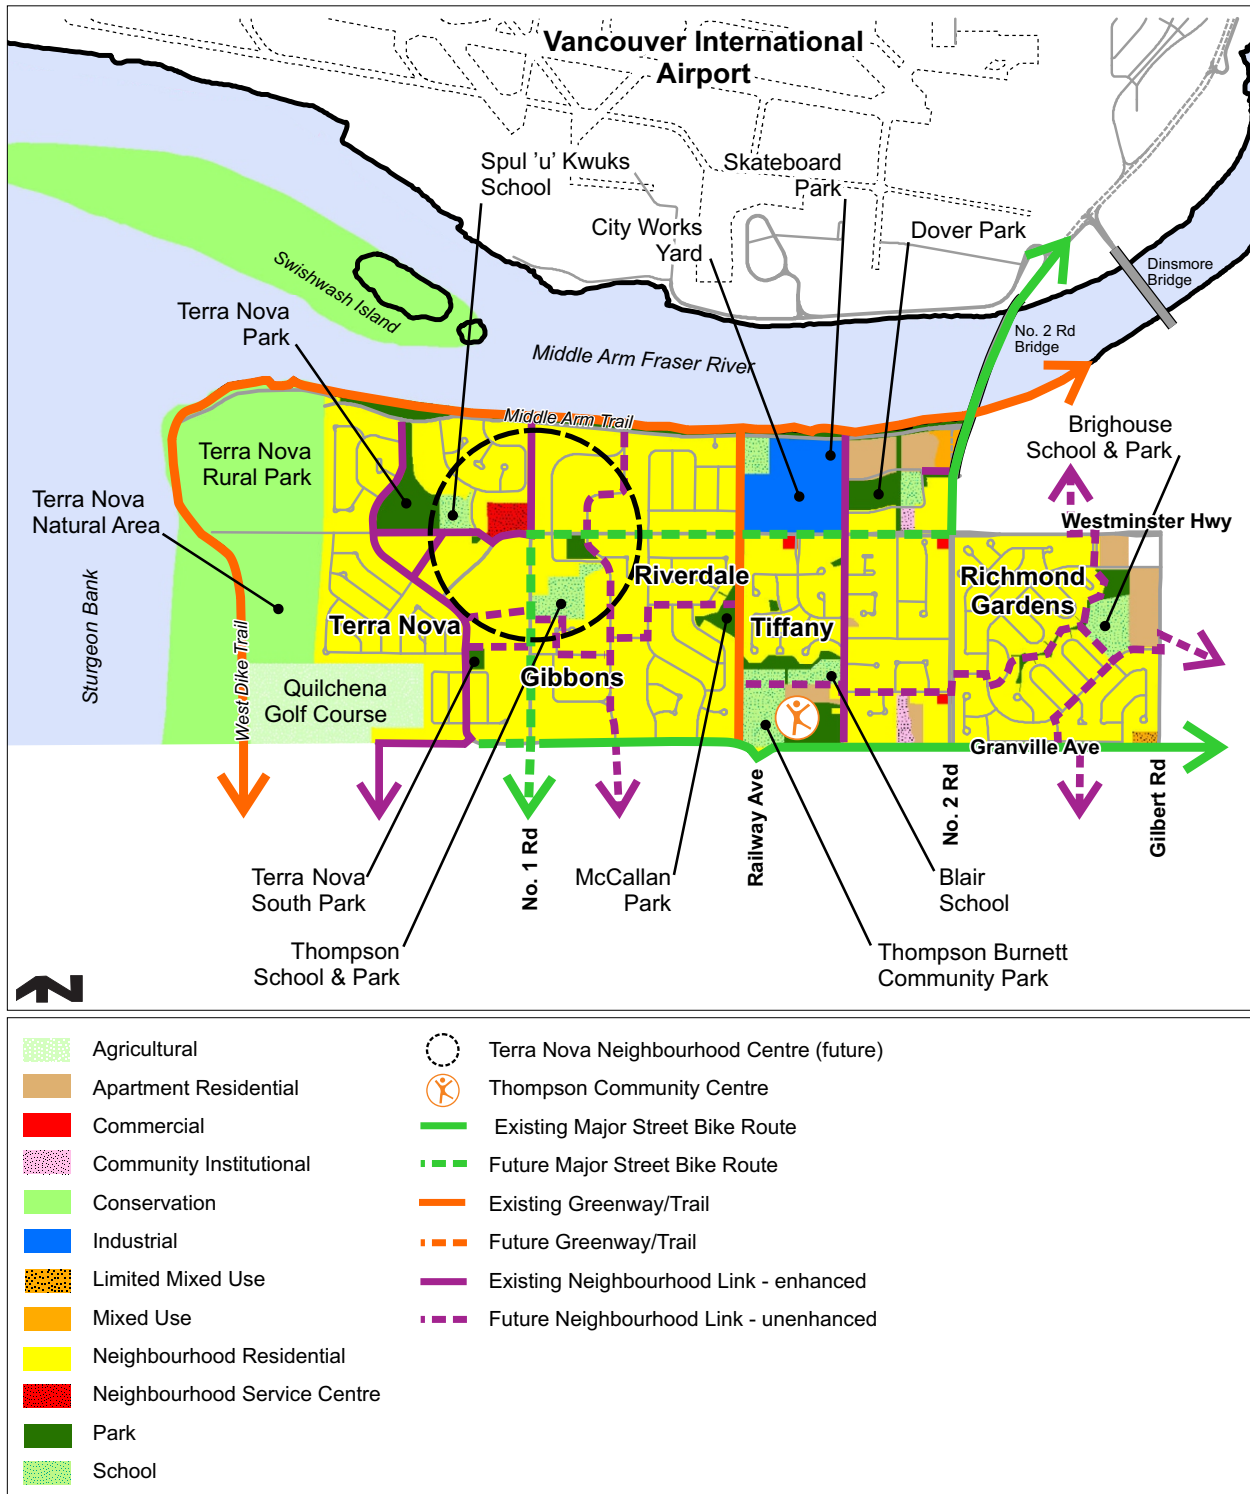 Vancouver International
Airport
Spul 'u' Kwuks
School
Skateboard
Park
City Works
Yard
Dover Park
Dinsmore
Bridge
Swishwash Island
Terra Nova
Park
No. 2 Rd
Bridge
Middle Arm Fraser River
Middle Arm Trail
Brighouse
School & Park
Terra Nova
Rural Park
Terra Nova
Natural Area
Westminster Hwy
Riverdale
Richmond
Gardens
Terra Nova
Tiffany
Sturgeon Bank
West Dike Trail
Gibbons
Quilchena
Golf Course
Granville Ave
No. 1 Rd
Railway Ave
No. 2 Rd
Gilbert Rd
Terra Nova
South Park
McCallan
Park
Blair
School
Thompson
School & Park
Thompson Burnett
Community Park
N
Agricultural
Apartment Residential
Commercial
Community Institutional
Conservation
Industrial
Limited Mixed Use
Mixed Use
Neighbourhood Residential
Neighbourhood Service Centre
Park
School
Terra Nova Neighbourhood Centre (future)
Thompson Community Centre
Existing Major Street Bike Route
Future Major Street Bike Route
Existing Greenway/Trail
Future Greenway/Trail
Existing Neighbourhood Link - enhanced
Future Neighbourhood Link - unenhanced